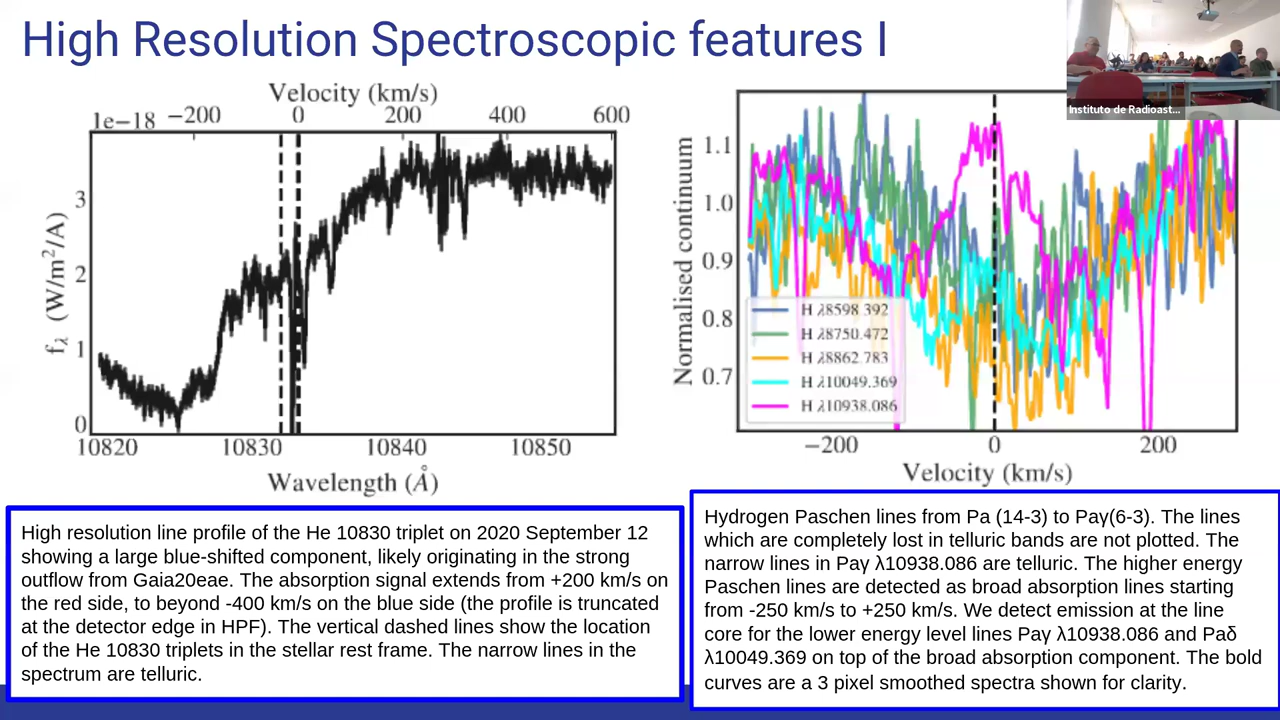 High Resolution Spectroscopic features I
Instituto de Radioast...
Velocity (km/s)
1e−18 −200 0 200 400 600
3
2
1
0
fλ (W/m²/A)
10820 10830 10840 10850
Wavelength (Å)
1.1
1.0
0.9
0.8
0.7
Normalised continuum
H λ8598.392
H λ8750.472
H λ8862.783
H λ10049.369
H λ10938.086
−200 0 200
Velocity (km/s)
High resolution line profile of the He 10830 triplet on 2020 September 12
showing a large blue-shifted component, likely originating in the strong
outflow from Gaia20eae. The absorption signal extends from +200 km/s on
the red side, to beyond -400 km/s on the blue side (the profile is truncated
at the detector edge in HPF). The vertical dashed lines show the location
of the He 10830 triplets in the stellar rest frame. The narrow lines in the
spectrum are telluric.
Hydrogen Paschen lines from Pa (14-3) to Paγ(6-3). The lines
which are completely lost in telluric bands are not plotted. The
narrow lines in Paγ λ10938.086 are telluric. The higher energy
Paschen lines are detected as broad absorption lines starting
from -250 km/s to +250 km/s. We detect emission at the line
core for the lower energy level lines Paγ λ10938.086 and Paδ
λ10049.369 on top of the broad absorption component. The bold
curves are a 3 pixel smoothed spectra shown for clarity.